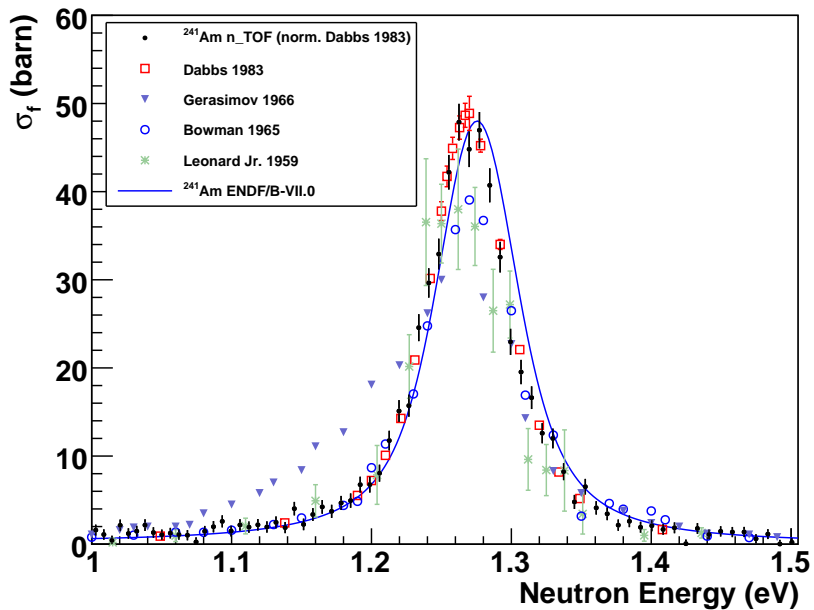 σf (barn)
60
50
40
30
20
10
0
241Am n_TOF (norm. Dabbs 1983)
Dabbs 1983
Gerasimov 1966
Bowman 1965
Leonard Jr. 1959
241Am ENDF/B-VII.0
1 1.1 1.2 1.3 1.4 1.5
Neutron Energy (eV)